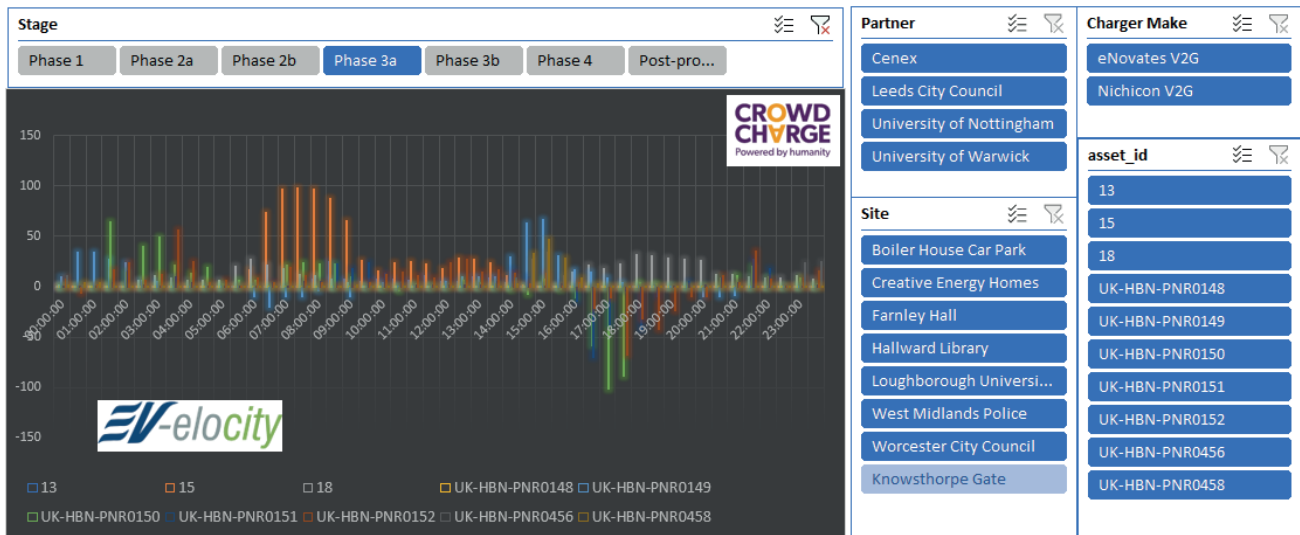 Stage
Phase 1
Phase 2a
Phase 2b
Phase 3a
Phase 3b
Phase 4
Post-pro...
CROWD
CHARGE
Powered by humanity
150
100
50
0
-50
-100
-150
00:00:00
01:00:00
02:00:00
03:00:00
04:00:00
05:00:00
06:00:00
07:00:00
08:00:00
09:00:00
10:00:00
11:00:00
12:00:00
13:00:00
14:00:00
15:00:00
16:00:00
17:00:00
18:00:00
19:00:00
20:00:00
21:00:00
22:00:00
23:00:00
EV-elocity
13 15 18 UK-HBN-PNR0148 UK-HBN-PNR0149
UK-HBN-PNR0150 UK-HBN-PNR0151 UK-HBN-PNR0152 UK-HBN-PNR0456 UK-HBN-PNR0458
Partner
Cenex
Leeds City Council
University of Nottingham
University of Warwick
Site
Boiler House Car Park
Creative Energy Homes
Farnley Hall
Hallward Library
Loughborough Universi...
West Midlands Police
Worcester City Council
Knowsthorpe Gate
Charger Make
eNovates V2G
Nichicon V2G
asset_id
13
15
18
UK-HBN-PNR0148
UK-HBN-PNR0149
UK-HBN-PNR0150
UK-HBN-PNR0151
UK-HBN-PNR0152
UK-HBN-PNR0456
UK-HBN-PNR0458